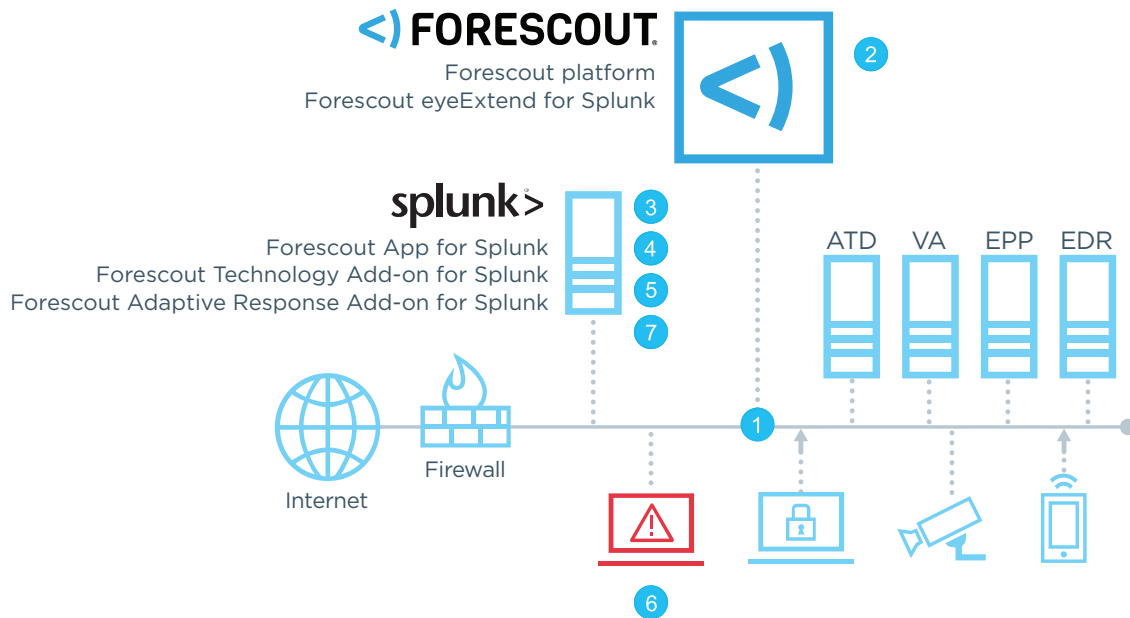 FORESCOUT.
Forescout platform
Forescout eyeExtend for Splunk
2
splunk>
3
Forescout App for Splunk
4
Forescout Technology Add-on for Splunk
5
Forescout Adaptive Response Add-on for Splunk
7
ATD VA EPP EDR
1
Firewall
Internet
6